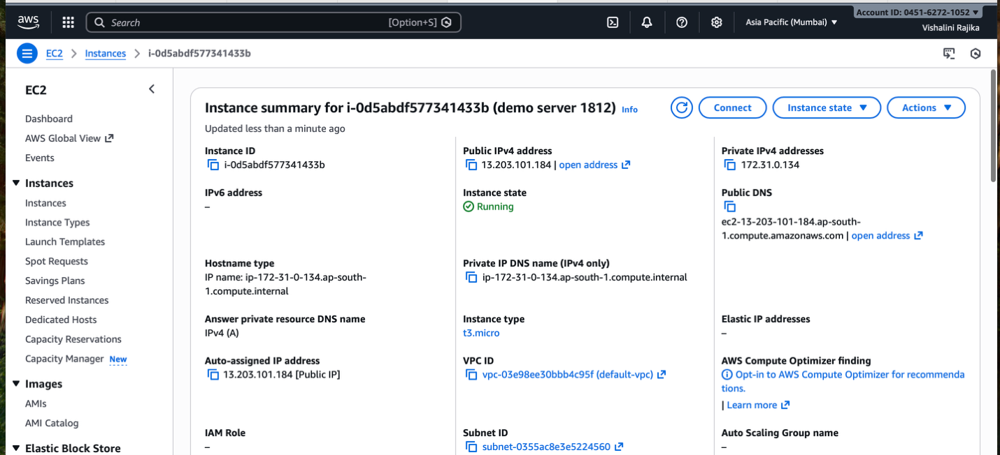 aws
Search
[Option+S]
Asia Pacific (Mumbai)
Account ID: 0451-6272-1052
Vishalini Rajika
EC2
Instances
i-0d5abdf577341433b
EC2
Dashboard
AWS Global View
Events
Instances
Instances
Instance Types
Launch Templates
Spot Requests
Savings Plans
Reserved Instances
Dedicated Hosts
Capacity Reservations
Capacity Manager New
Images
AMIs
AMI Catalog
Elastic Block Store
Instance summary for i-0d5abdf577341433b (demo server 1812) Info
Connect
Instance state
Actions
Updated less than a minute ago
Instance ID
i-0d5abdf577341433b
Public IPv4 address
13.203.101.184 | open address
Private IPv4 addresses
172.31.0.134
IPv6 address
–
Instance state
Running
Public DNS
ec2-13-203-101-184.ap-south-
1.compute.amazonaws.com | open address
Hostname type
IP name: ip-172-31-0-134.ap-south-
1.compute.internal
Private IP DNS name (IPv4 only)
ip-172-31-0-134.ap-south-1.compute.internal
Answer private resource DNS name
IPv4 (A)
Instance type
t3.micro
Elastic IP addresses
–
Auto-assigned IP address
13.203.101.184 [Public IP]
VPC ID
vpc-03e98ee30bbb4c95f (default-vpc)
AWS Compute Optimizer finding
Opt-in to AWS Compute Optimizer for recommenda
tions.
| Learn more
IAM Role
–
Subnet ID
subnet-0355ac8e3e5224560
Auto Scaling Group name
–